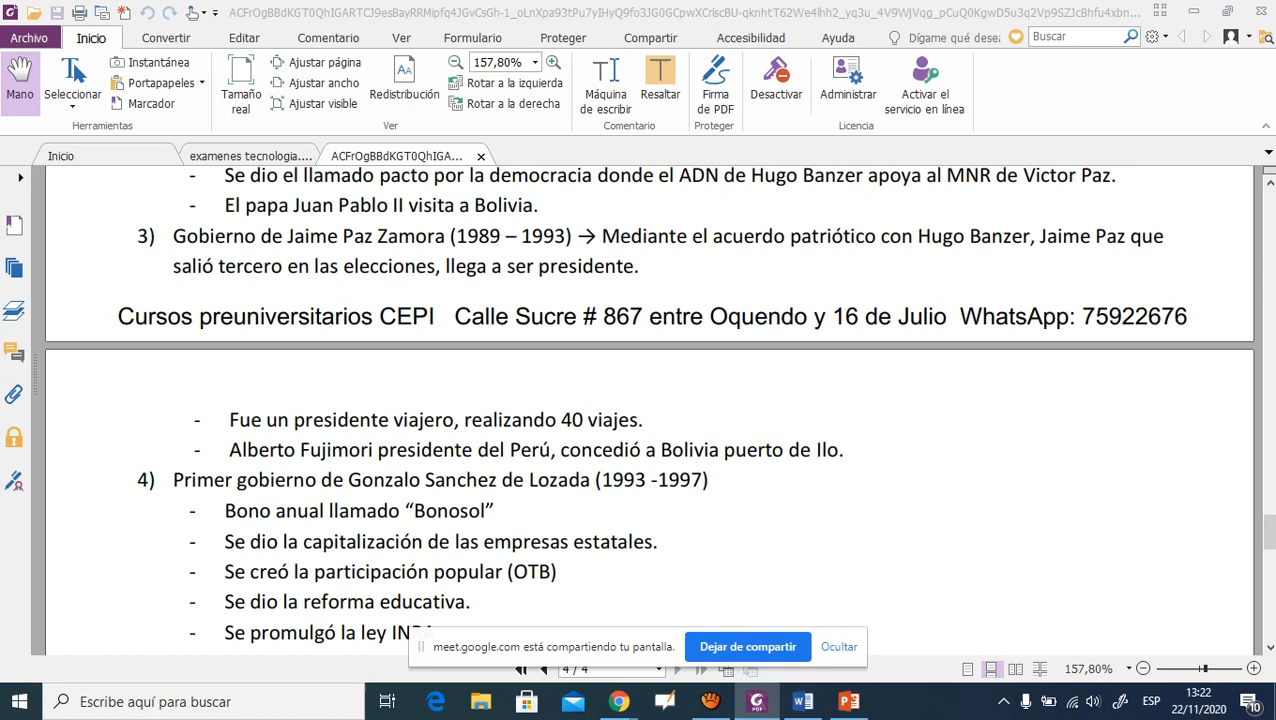 Archivo Inicio Convertir Editar Comentario Ver Formulario Proteger Compartir Accesibilidad Ayuda Dígame qué dese: Buscar
Mano
Seleccionar
Instantánea
Portapapeles
Marcador
Herramientas
Tamaño real
Ajustar página
Ajustar ancho
Ajustar visible
Redistribución
Rotar a la izquierda
Rotar a la derecha
157,80%
Ver
Máquina de escribir
Resaltar
Comentario
Firma de PDF
Proteger
Desactivar
Administrar
Activar el servicio en línea
Licencia
Inicio examenes tecnologia.... ACFrOgBBdKGT0QhIGA...
- Se dio el llamado pacto por la democracia donde el ADN de Hugo Banzer apoya al MNR de Victor Paz.
- El papa Juan Pablo II visita a Bolivia.
3) Gobierno de Jaime Paz Zamora (1989 – 1993) → Mediante el acuerdo patriótico con Hugo Banzer, Jaime Paz que
salió tercero en las elecciones, llega a ser presidente.
Cursos preuniversitarios CEPI Calle Sucre # 867 entre Oquendo y 16 de Julio WhatsApp: 75922676
- Fue un presidente viajero, realizando 40 viajes.
- Alberto Fujimori presidente del Perú, concedió a Bolivia puerto de Ilo.
4) Primer gobierno de Gonzalo Sanchez de Lozada (1993 -1997)
- Bono anual llamado “Bonosol”
- Se dio la capitalización de las empresas estatales.
- Se creó la participación popular (OTB)
- Se dio la reforma educativa.
- Se promulgó la ley INRA
meet.google.com está compartiendo tu pantalla. Dejar de compartir Ocultar
4 / 4 157,80%
Escribe aquí para buscar
ESP
13:22
22/11/2020
10